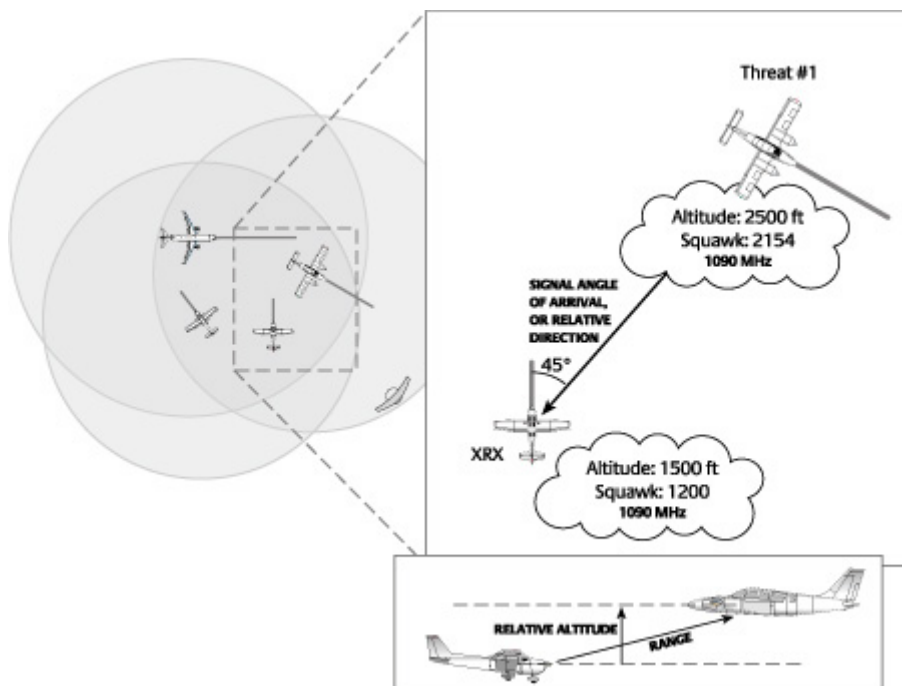 Threat #1
Altitude: 2500 ft
Squawk: 2154
1090 MHz
SIGNAL ANGLE
OF ARRIVAL,
OR RELATIVE
DIRECTION
45°
XRX
Altitude: 1500 ft
Squawk: 1200
1090 MHz
RELATIVE ALTITUDE
RANGE